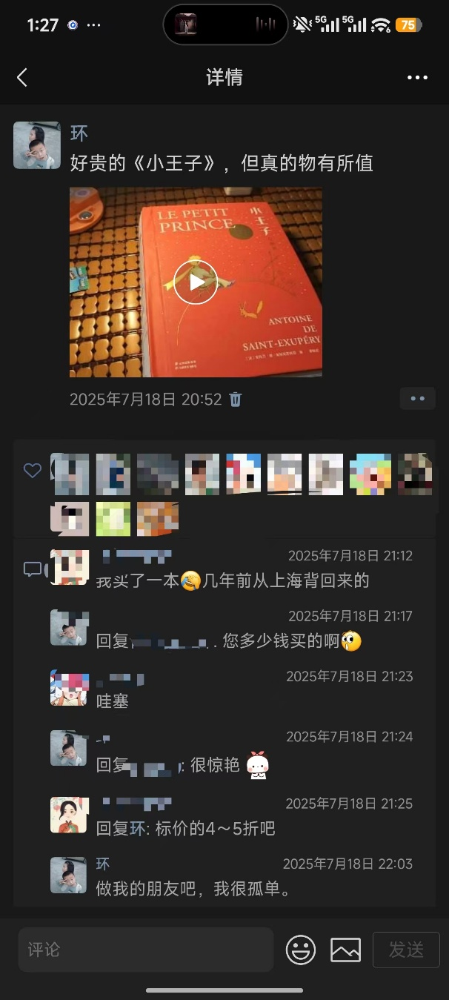 1:27
5G
5G
75
详情
环
好贵的《小王子》，但真的物有所值
LE PETIT
PRINCE
小王子
ANTOINE
DE
SAINT-EXUPÉRY
2025年7月18日 20:52
2025年7月18日 21:12
我买了一本😂几年前从上海背回来的
2025年7月18日 21:17
回复 . . 您多少钱买的啊
2025年7月18日 21:23
哇塞
2025年7月18日 21:24
回复 : 很惊艳
2025年7月18日 21:25
回复环: 标价的4～5折吧
环
2025年7月18日 22:03
做我的朋友吧，我很孤单。
评论
发送